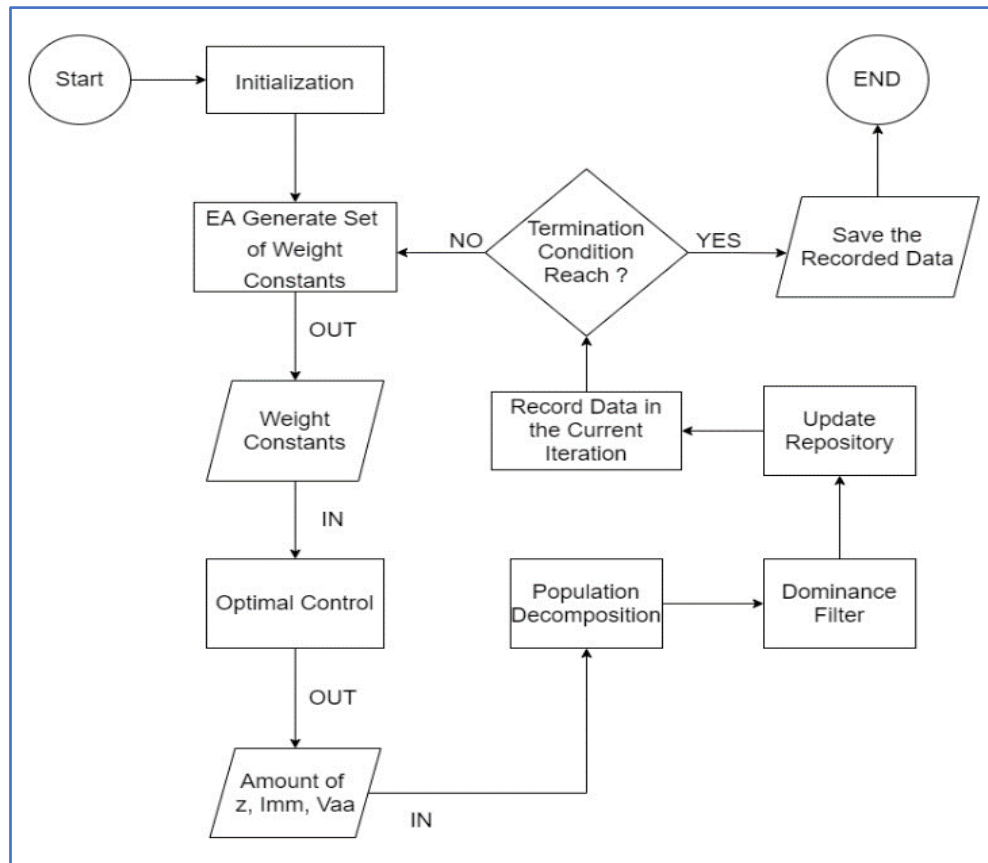 Start
Initialization
END
EA Generate Set
of Weight
Constants
NO
Termination
Condition
Reach ?
YES
Save the
Recorded Data
OUT
Weight
Constants
Record Data in
the Current
Iteration
Update
Repository
IN
Optimal Control
Population
Decomposition
Dominance
Filter
OUT
Amount of
z, Imm, Vaa
IN